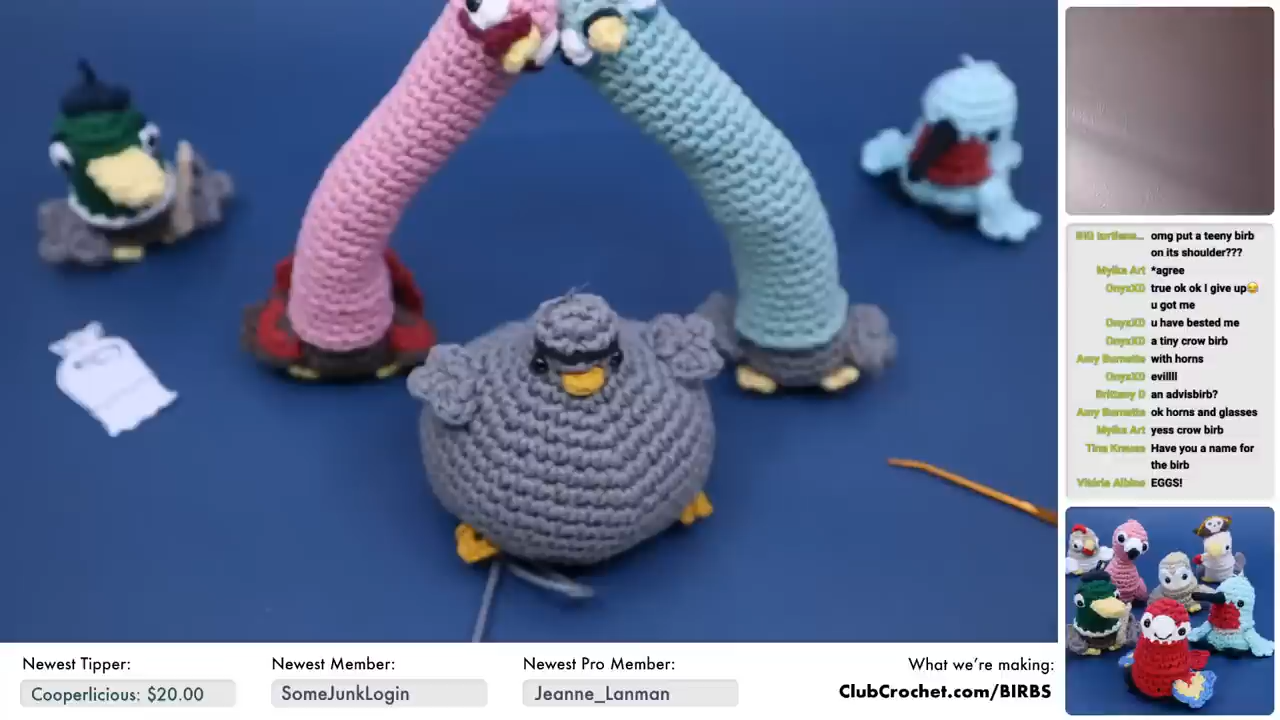 omg put a teeny birb
on its shoulder???
Mylka Art *agree
OnyxXD true ok ok I give up😂
u got me
OnyxXD u have bested me
OnyxXD a tiny crow birb
Amy Burnette with horns
OnyxXD evillll
Brittany D an advisbirb?
Amy Burnette ok horns and glasses
Mylka Art yess crow birb
Tina Krause Have you a name for
the birb
EGGS!
Newest Tipper:
Cooperlicious: $20.00
Newest Member:
SomeJunkLogin
Newest Pro Member:
Jeanne_Lanman
What we're making:
ClubCrochet.com/BIRBS